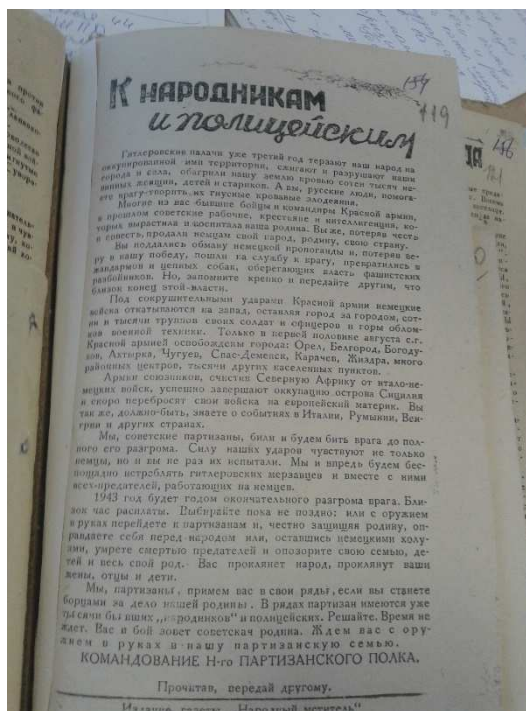 К НАРОДНИКАМ
и полицейским
154
119
Гитлеровские палачи уже третий год терзают наш народ на
оккупированной ими территории, сжигают и разрушают наши
города и села, обагрили нашу землю кровью сотен тысяч не-
винных женщин, детей и стариков. А вы, русские люди, помога-
ете врагу творить их гнусные кровавые злодеяния.
Многие из вас бывшие бойцы и командиры Красной армии,
в прошлом советские рабочие, крестьяне и интеллигенция, ко-
торых вырастила и воспитала наша родина. Вы же, потеряв честь
и совесть, продали немцам свой народ, родину, свою страну.
Вы поддались обману немецкой пропоганды и, потеряв ве-
ру в нашу победу, пошли на службу к врагу, превратились в
жандармов и цепных собак, оберегающих власть фашистских
разбойников. Но, запомните крепко и передайте другим, что
близок конец этой власти.
Под сокрушительными ударами Красной армии немецкие
войска откатываются на запад, оставляя город за городом, сот-
ни и тысячи трупов своих солдат и офицеров и горы облом-
ков военной техники. Только в первой половине августа с.г.
Красной армией освобождены города: Орел, Белгород, Богоду-
хов, Ахтырка, Чугуев, Спас-Деменск, Карачев, Жиздра, много
районных центров, тысячи других населенных пунктов.
Армии союзников, очистив Северную Африку от итало-не-
мецких войск, успешно завершают оккупацию острова Сицилия
и скоро перебросят свои войска на европейский материк. Вы
так же, должно-быть, знаете о событиях в Италии, Румынии, Вен-
грии и других странах.
Мы, советские партизаны, били и будем бить врага до пол-
ного его разгрома. Силу наших ударов чувствуют не только
немцы, но и вы не раз их испытали. Мы и впредь будем бес-
пощадно истреблять гитлеровских мерзавцев и вместе с ними
всех предателей, работающих на немцев.
1943 год будет годом окончательного разгрома врага. Бли-
зок час расплаты. Выбирайте пока не поздно: или с оружием
в руках перейдете к партизанам и, честно защищая родину, оп-
равдаете себя перед народом или, оставшись немецкими холу-
ями, умрете смертью предателей и опозорите свою семью, де-
тей и весь свой род. Вас проклянет народ, проклянут ваши
жены, отцы и дети.
Мы, партизаны, примем вас в свои ряды, если вы станете
борцами за дело нашей родины. В рядах партизан имеются уже
тысячи бывших „народников" и полицейских. Решайте. Время не
ждет. Вас в бой зовет советская родина. Ждем вас с ору-
жием в руках в нашу партизанскую семью.
КОМАНДОВАНИЕ Н-го ПАРТИЗАНСКОГО ПОЛКА.
Прочитав, передай другому.
Издание газеты „Народный мститель"